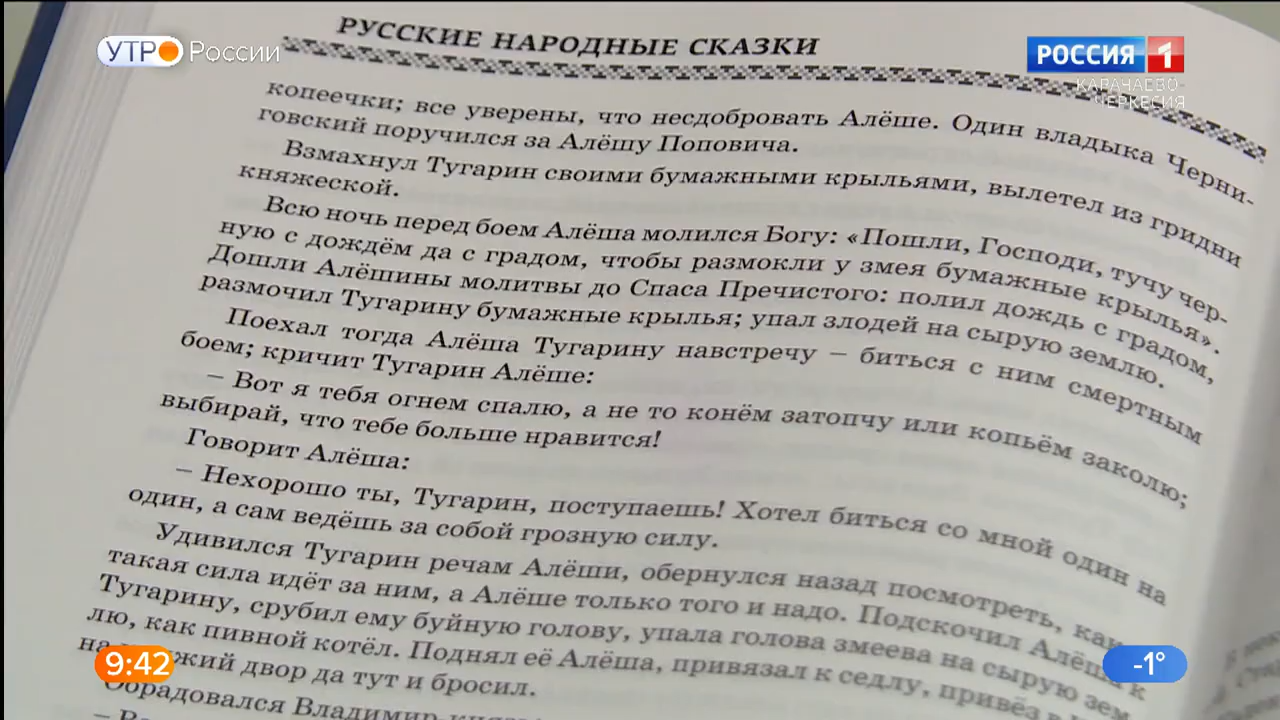 УТРО России
РОССИЯ 1
КАРАЧАЕВО-
ЧЕРКЕСИЯ
РУССКИЕ НАРОДНЫЕ СКАЗКИ
копеечки; все уверены, что несдобровать Алёше. Один владыка Черни-
говский поручился за Алёшу Поповича.
Взмахнул Тугарин своими бумажными крыльями, вылетел из гридни
княжеской.
Всю ночь перед боем Алёша молился Богу: «Пошли, Господи, тучу чер-
ную с дождём да с градом, чтобы размокли у змея бумажные крылья».
Дошли Алёшины молитвы до Спаса Пречистого: полил дождь с градом,
размочил Тугарину бумажные крылья; упал злодей на сырую землю.
Поехал тогда Алёша Тугарину навстречу – биться с ним смертным
боем; кричит Тугарин Алёше:
– Вот я тебя огнем спалю, а не то конём затопчу или копьём заколю;
выбирай, что тебе больше нравится!
Говорит Алёша:
– Нехорошо ты, Тугарин, поступаешь! Хотел биться со мной один на
один, а сам ведёшь за собой грозную силу.
Удивился Тугарин речам Алёши, обернулся назад посмотреть, как
такая сила идёт за ним, а Алёше только того и надо. Подскочил Алёша к
Тугарину, срубил ему буйную голову, упала голова змеева на сырую зем-
лю, как пивной котёл. Поднял её Алёша, привязал к седлу, привёз
на двор да тут и бросил.
Обрадовался Владимир
9:42
-1°